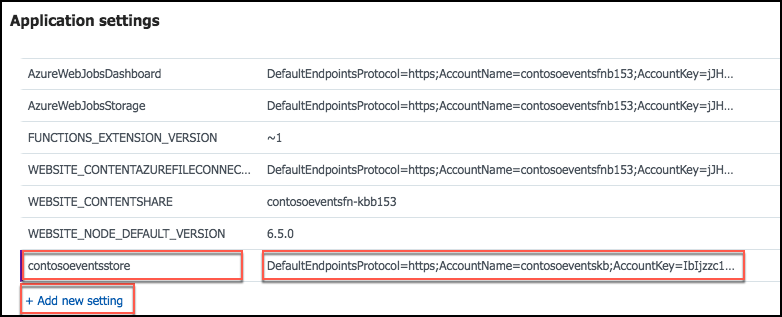 Application settings
AzureWebJobsDashboard DefaultEndpointsProtocol=https;AccountName=contosoeventsfnb153;AccountKey=jJH...
AzureWebJobsStorage DefaultEndpointsProtocol=https;AccountName=contosoeventsfnb153;AccountKey=jJH...
FUNCTIONS_EXTENSION_VERSION ~1
WEBSITE_CONTENTAZUREFILECONNEC... DefaultEndpointsProtocol=https;AccountName=contosoeventsfnb153;AccountKey=jJH...
WEBSITE_CONTENTSHARE contosoeventsfn-kbb153
WEBSITE_NODE_DEFAULT_VERSION 6.5.0
contosoeventsstore DefaultEndpointsProtocol=https;AccountName=contosoeventskb;AccountKey=IbIjzzc1...
+ Add new setting